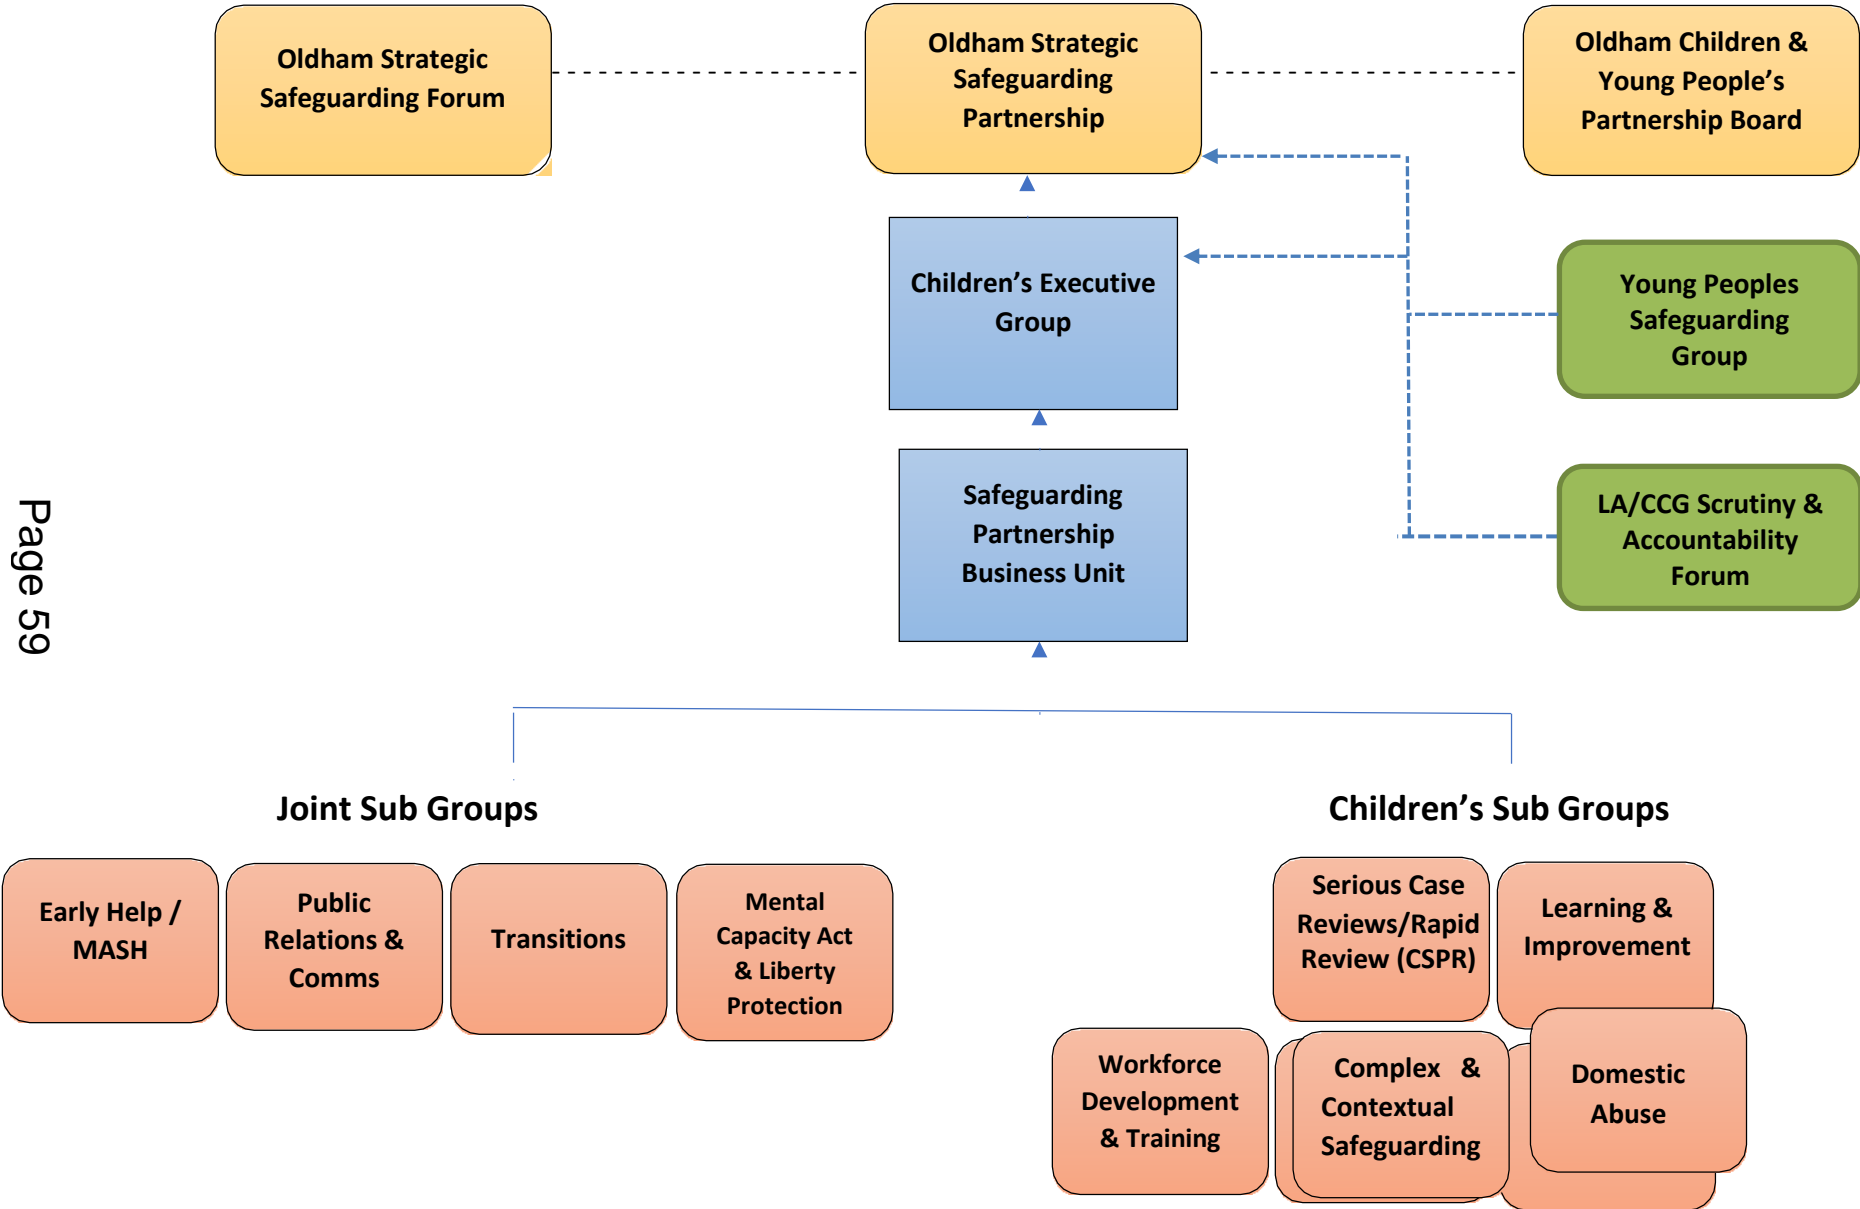 Oldham Strategic
Safeguarding Forum
Oldham Strategic
Safeguarding
Partnership
Oldham Children &
Young People’s
Partnership Board
Children’s Executive
Group
Young Peoples
Safeguarding
Group
Safeguarding
Partnership
Business Unit
LA/CCG Scrutiny &
Accountability
Forum
Page 59
Joint Sub Groups
Early Help /
MASH
Public
Relations &
Comms
Transitions
Mental
Capacity Act
& Liberty
Protection
Children’s Sub Groups
Serious Case
Reviews/Rapid
Review (CSPR)
Learning &
Improvement
Workforce
Development
& Training
Complex &
Contextual
Safeguarding
Domestic
Abuse